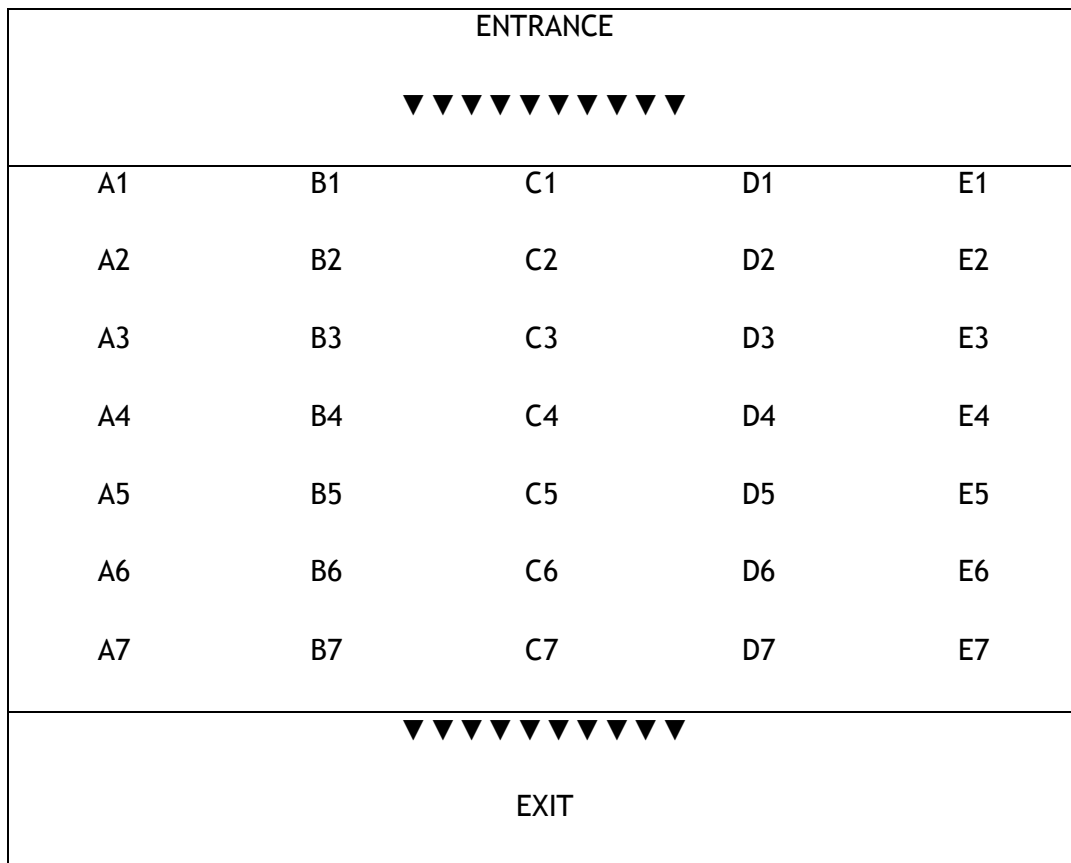 ENTRANCE
▼▼▼▼▼▼▼▼▼▼
A1 B1 C1 D1 E1
A2 B2 C2 D2 E2
A3 B3 C3 D3 E3
A4 B4 C4 D4 E4
A5 B5 C5 D5 E5
A6 B6 C6 D6 E6
A7 B7 C7 D7 E7
▼▼▼▼▼▼▼▼▼▼
EXIT